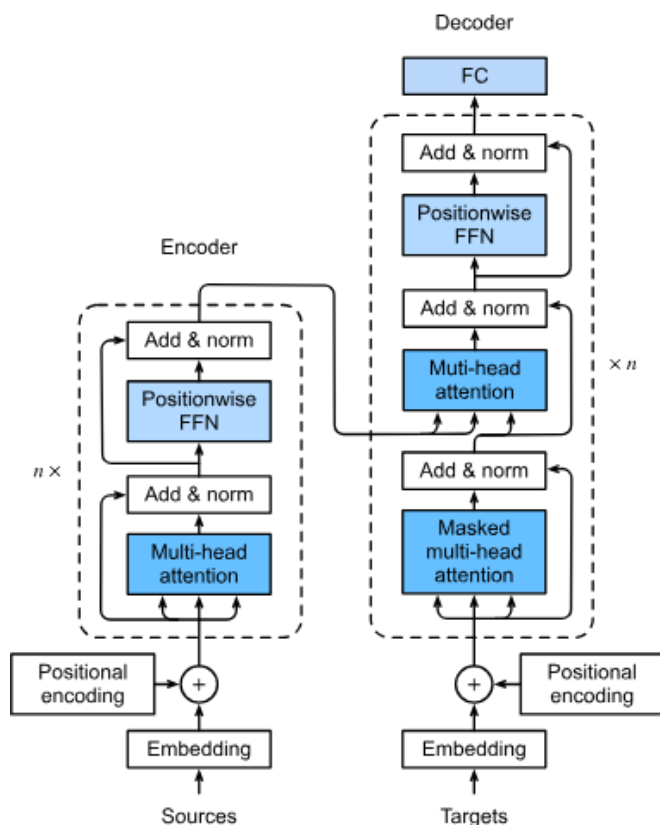 Decoder
FC
Add & norm
Positionwise
FFN
Add & norm
Muti-head
attention
× n
Add & norm
Masked
multi-head
attention
Positional
encoding
+
Embedding
Targets
Encoder
Add & norm
Positionwise
FFN
n ×
Add & norm
Multi-head
attention
Positional
encoding
+
Embedding
Sources